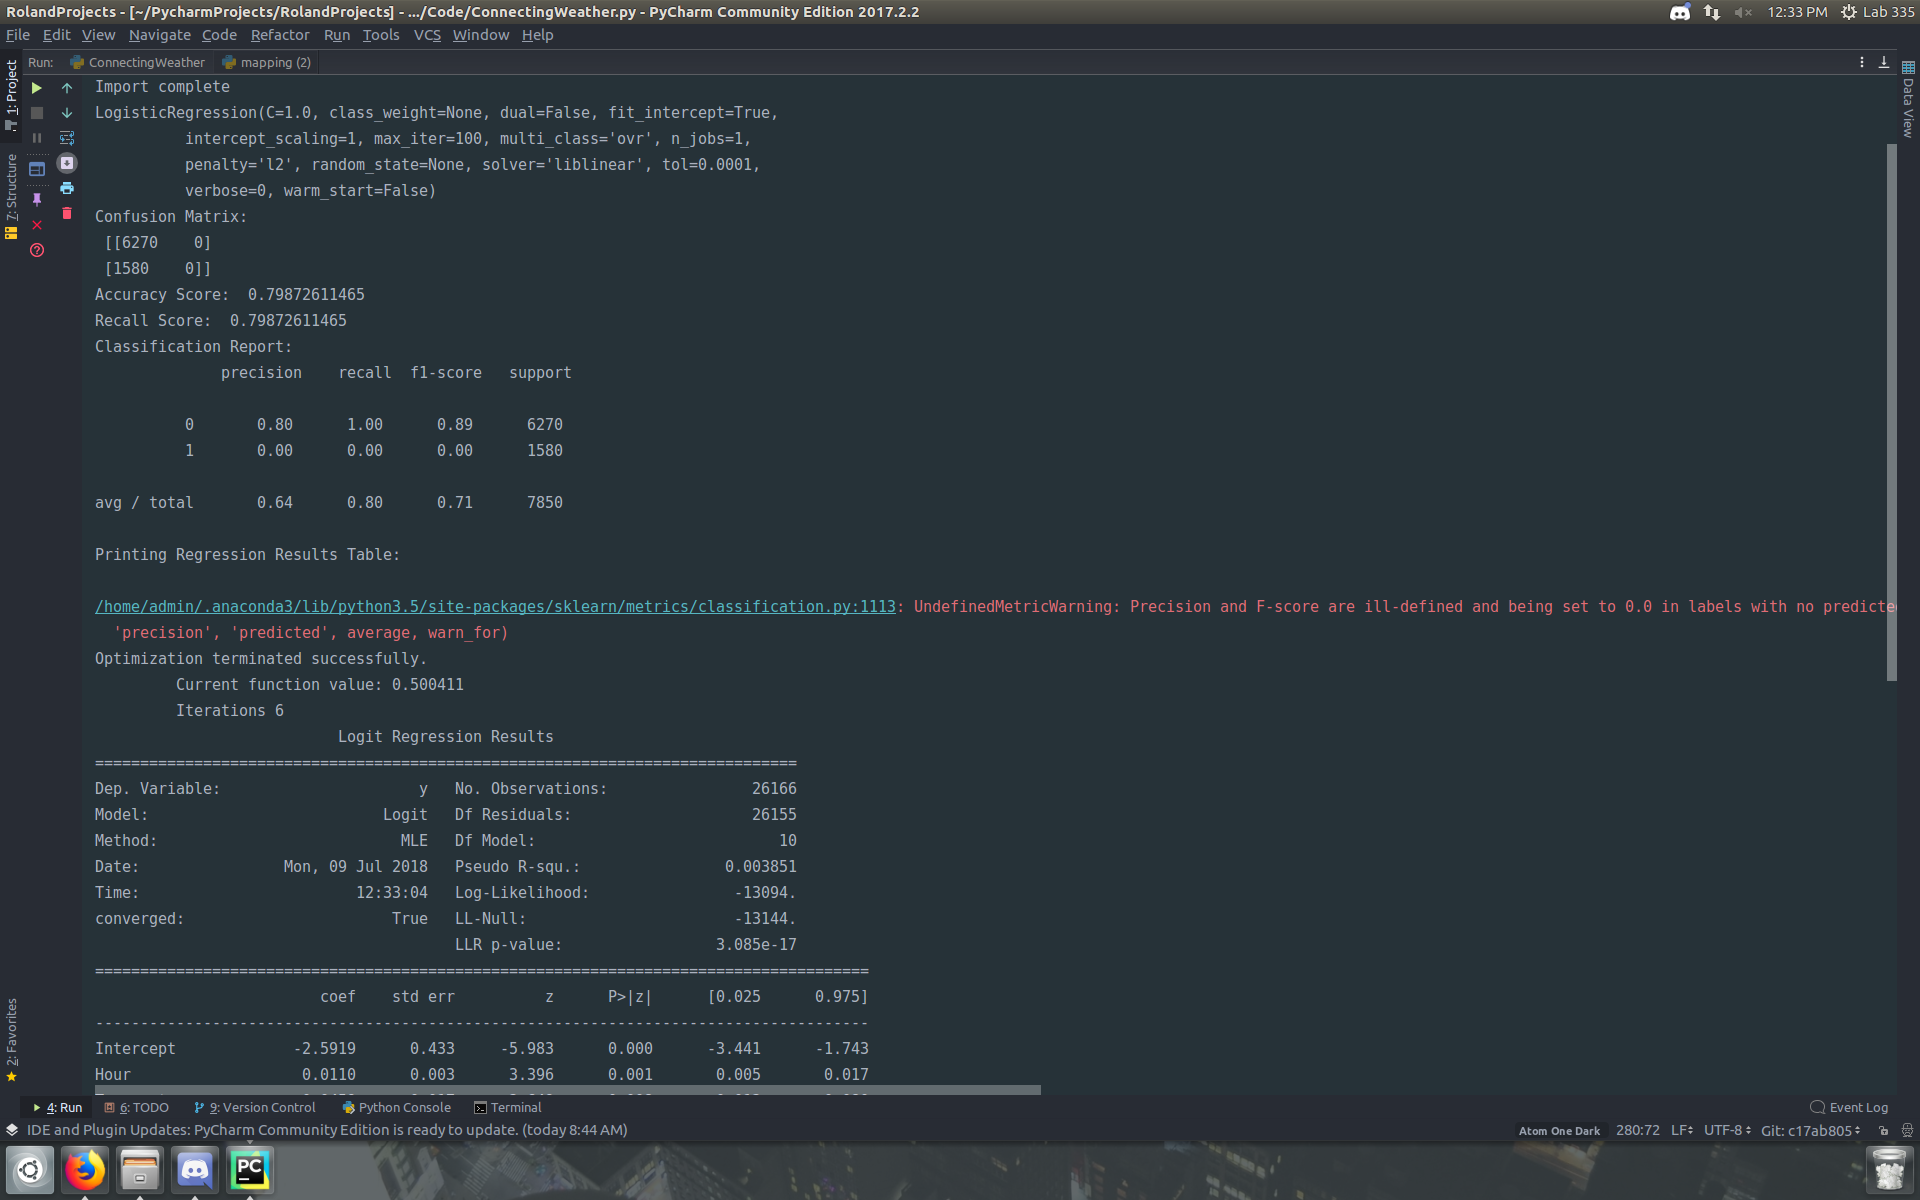 RolandProjects - [~/PycharmProjects/RolandProjects] - .../Code/ConnectingWeather.py - PyCharm Community Edition 2017.2.2
12:33 PM Lab 335
File Edit View Navigate Code Refactor Run Tools VCS Window Help
Run: ConnectingWeather mapping (2)
1: Project
7: Structure
2: Favorites
Data View
Import complete
LogisticRegression(C=1.0, class_weight=None, dual=False, fit_intercept=True,
          intercept_scaling=1, max_iter=100, multi_class='ovr', n_jobs=1,
          penalty='l2', random_state=None, solver='liblinear', tol=0.0001,
          verbose=0, warm_start=False)
Confusion Matrix:
 [[6270    0]
 [1580    0]]
Accuracy Score:  0.79872611465
Recall Score:  0.79872611465
Classification Report:
              precision    recall  f1-score   support
          0       0.80      1.00      0.89      6270
          1       0.00      0.00      0.00      1580
avg / total       0.64      0.80      0.71      7850
Printing Regression Results Table:
/home/admin/.anaconda3/lib/python3.5/site-packages/sklearn/metrics/classification.py:1113: UndefinedMetricWarning: Precision and F-score are ill-defined and being set to 0.0 in labels with no predicte
  'precision', 'predicted', average, warn_for)
Optimization terminated successfully.
         Current function value: 0.500411
         Iterations 6
                           Logit Regression Results
==============================================================================
Dep. Variable:                      y   No. Observations:                26166
Model:                          Logit   Df Residuals:                    26155
Method:                           MLE   Df Model:                           10
Date:                Mon, 09 Jul 2018   Pseudo R-squ.:                0.003851
Time:                        12:33:04   Log-Likelihood:                -13094.
converged:                       True   LL-Null:                       -13144.
                                        LLR p-value:                 3.085e-17
======================================================================================
                         coef    std err          z      P>|z|      [0.025      0.975]
--------------------------------------------------------------------------------------
Intercept             -2.5919      0.433     -5.983      0.000      -3.441      -1.743
Hour                   0.0110      0.003      3.396      0.001       0.005       0.017
4: Run 6: TODO 9: Version Control Python Console Terminal Event Log
IDE and Plugin Updates: PyCharm Community Edition is ready to update. (today 8:44 AM) Atom One Dark 280:72 LF UTF-8 Git: c17ab805
PC